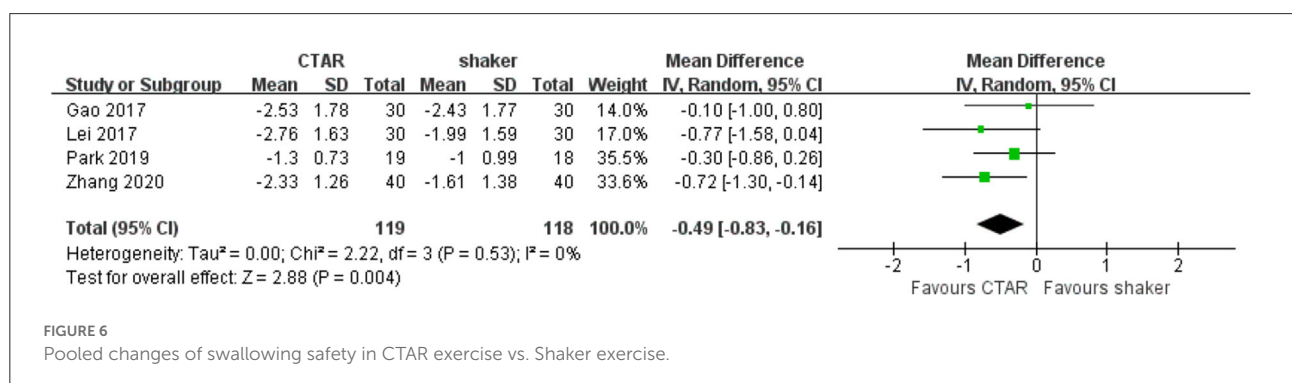 CTAR shaker Mean Difference Mean Difference
Study or Subgroup Mean SD Total Mean SD Total Weight IV, Random, 95% CI IV, Random, 95% CI
Gao 2017 -2.53 1.78 30 -2.43 1.77 30 14.0% -0.10 [-1.00, 0.80]
Lei 2017 -2.76 1.63 30 -1.99 1.59 30 17.0% -0.77 [-1.58, 0.04]
Park 2019 -1.3 0.73 19 -1 0.99 18 35.5% -0.30 [-0.86, 0.26]
Zhang 2020 -2.33 1.26 40 -1.61 1.38 40 33.6% -0.72 [-1.30, -0.14]
Total (95% CI) 119 118 100.0% -0.49 [-0.83, -0.16]
Heterogeneity: Tau² = 0.00; Chi² = 2.22, df = 3 (P = 0.53); I² = 0%
Test for overall effect: Z = 2.88 (P = 0.004)
-2 -1 0 1 2
Favours CTAR Favours shaker
FIGURE 6
Pooled changes of swallowing safety in CTAR exercise vs. Shaker exercise.